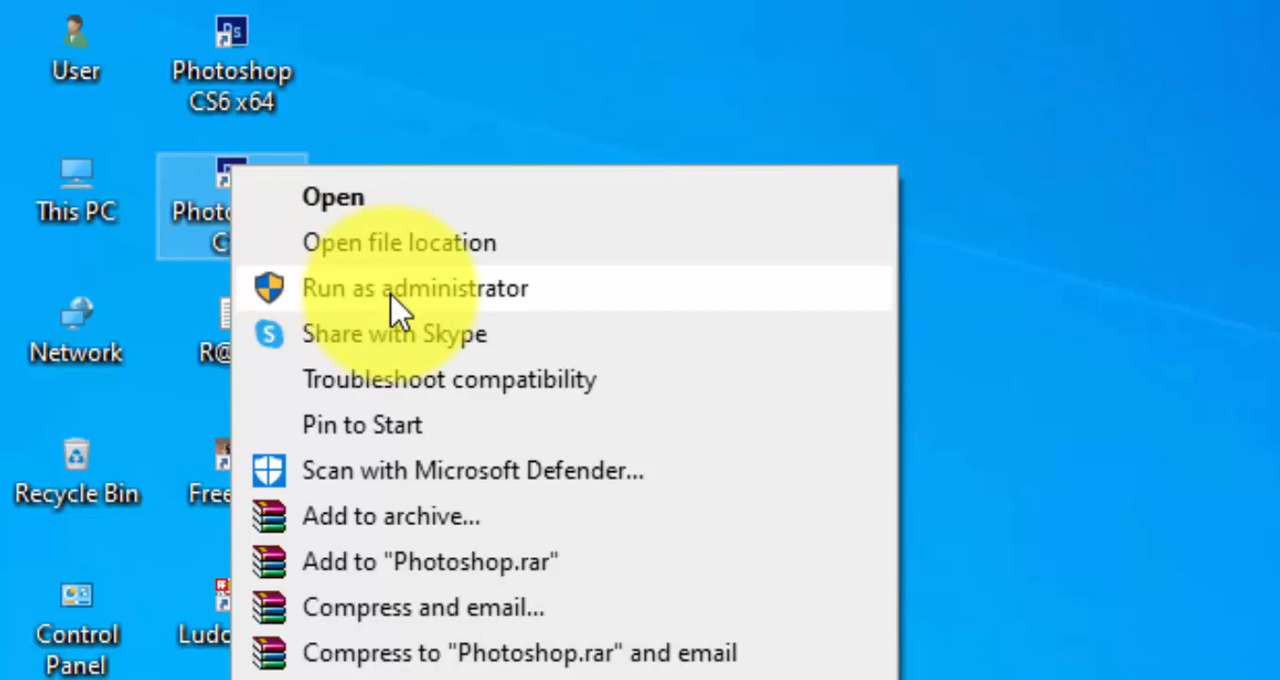 User
Photoshop
CS6 x64
This PC
Photo
C
Network
R@
Recycle Bin
Free
Control
Panel
Ludo
Open
Open file location
Run as administrator
Share with Skype
Troubleshoot compatibility
Pin to Start
Scan with Microsoft Defender...
Add to archive...
Add to "Photoshop.rar"
Compress and email...
Compress to "Photoshop.rar" and email